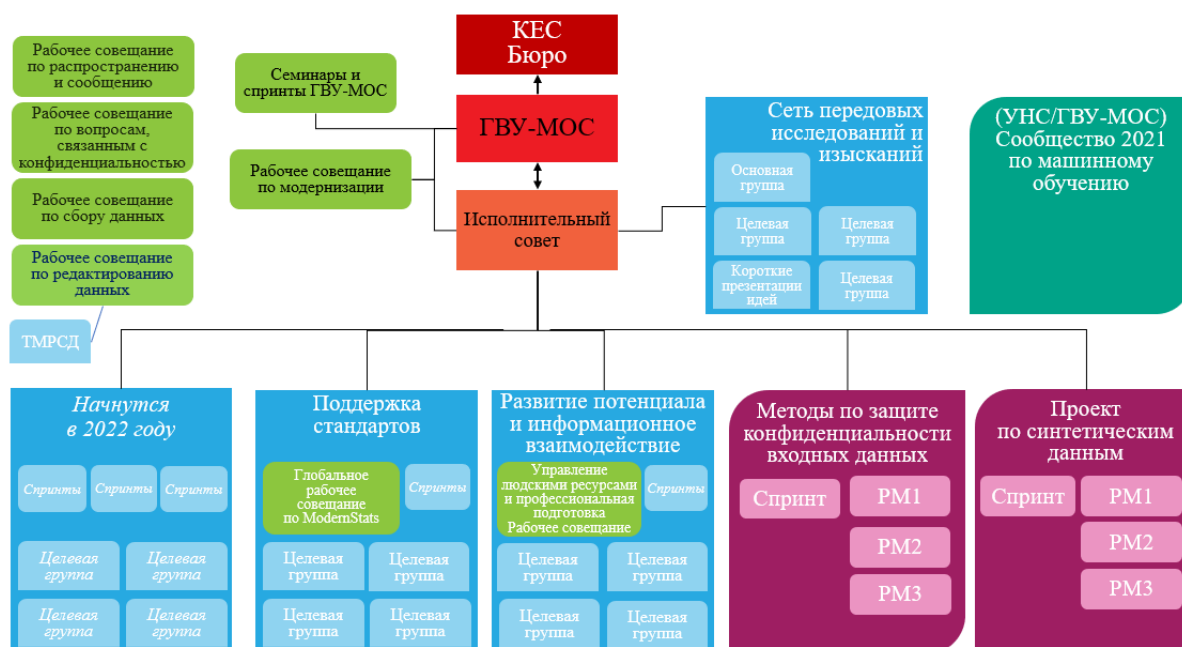 Рабочее совещание
по распространению
и сообщению
Рабочее совещание
по вопросам,
связанным с
конфиденциальностью
Рабочее совещание
по сбору данных
Рабочее совещание
по редактированию
данных
ТМРСД
Семинары и
спринты ГВУ-МОС
Рабочее совещание
по модернизации
КЕС
Бюро
ГВУ-МОС
Исполнительный
совет
Сеть передовых
исследований и
изысканий
Основная
группа
Целевая
группа
Целевая
группа
Короткие
презентации
идей
Целевая
группа
(УНС/ГВУ-МОС)
Сообщество 2021
по машинному
обучению
Начнутся
в 2022 году
Спринты
Спринты
Спринты
Целевая
группа
Целевая
группа
Целевая
группа
Целевая
группа
Поддержка
стандартов
Глобальное
рабочее
совещание
по ModernStats
Спринты
Целевая
группа
Целевая
группа
Целевая
группа
Целевая
группа
Развитие потенциала
и информационное
взаимодействие
Управление
людскими ресурсами
и профессиональная
подготовка
Рабочее совещание
Спринты
Целевая
группа
Целевая
группа
Целевая
группа
Целевая
группа
Методы по защите
конфиденциальности
входных данных
Спринт
PM1
PM2
PM3
Проект
по синтетическим
данным
Спринт
PM1
PM2
PM3